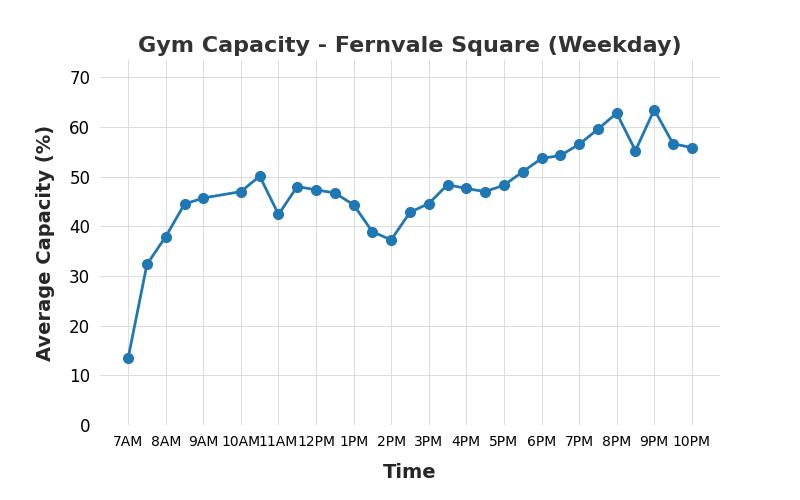 Gym Capacity - Fernvale Square (Weekday)
Average Capacity (%)
70
60
50
40
30
20
10
0
7AM 8AM 9AM 10AM 11AM 12PM 1PM 2PM 3PM 4PM 5PM 6PM 7PM 8PM 9PM 10PM
Time